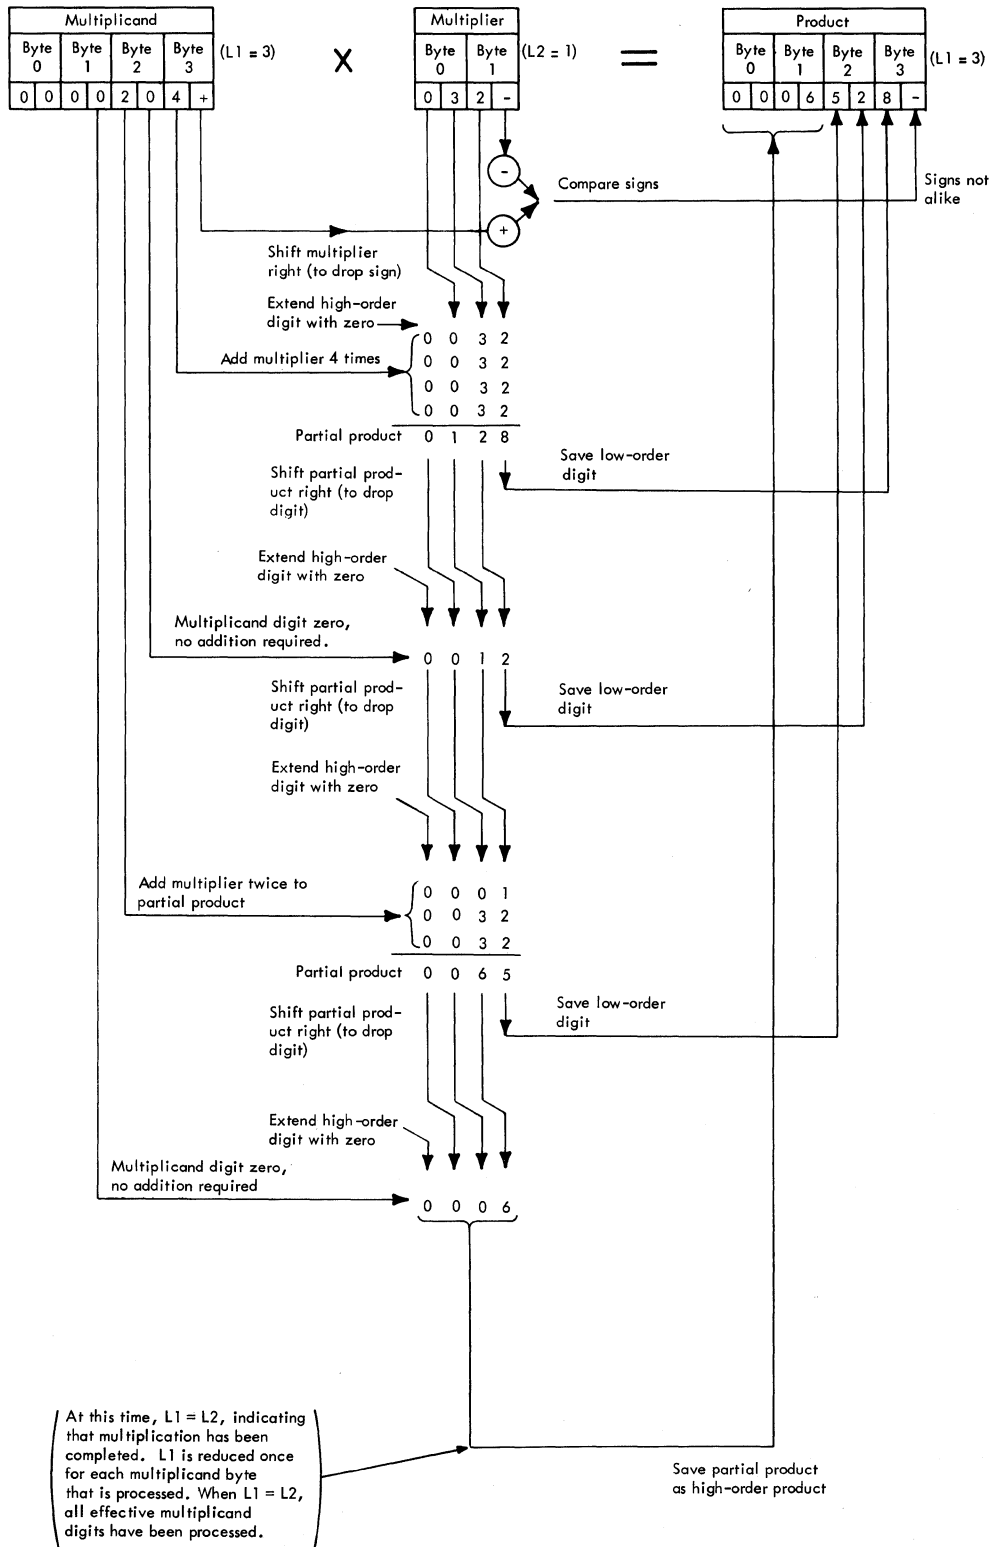 Multiplicand
Multiplier
Product
Byte 0
Byte 1
Byte 2
Byte 3
(L1 = 3)
X
Byte 0
Byte 1
(L2 = 1)
=
Byte 0
Byte 1
Byte 2
Byte 3
(L1 = 3)
0 0 0 0 2 0 4 +
0 3 2 -
0 0 0 6 5 2 8 -
-
Compare signs
Signs not
alike
+
Shift multiplier
right (to drop sign)
Extend high-order
digit with zero
0 0 3 2
Add multiplier 4 times
0 0 3 2
0 0 3 2
0 0 3 2
Partial product 0 1 2 8
Save low-order
digit
Shift partial prod-
uct right (to drop
digit)
Extend high-order
digit with zero
Multiplicand digit zero,
no addition required.
0 0 1 2
Shift partial prod-
uct right (to drop
digit)
Save low-order
digit
Extend high-order
digit with zero
Add multiplier twice to
partial product
0 0 0 1
0 0 3 2
0 0 3 2
Partial product 0 0 6 5
Save low-order
digit
Shift partial prod-
uct right (to drop
digit)
Extend high-order
digit with zero
Multiplicand digit zero,
no addition required
0 0 0 6
At this time, L1 = L2, indicating
that multiplication has been
completed. L1 is reduced once
for each multiplicand byte
that is processed. When L1 = L2,
all effective multiplicand
digits have been processed.
Save partial product
as high-order product